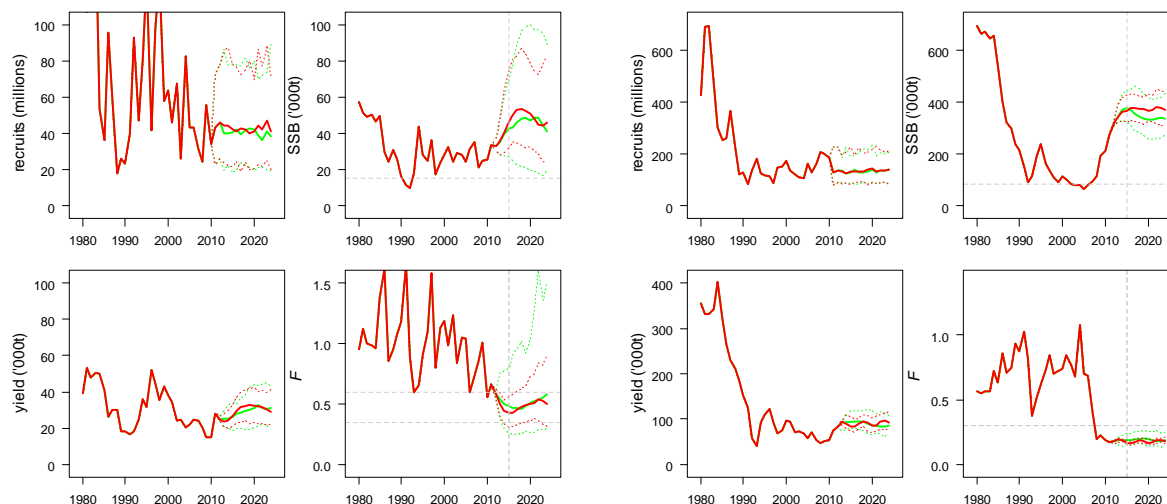 recruits (millions)
0 20 40 60 80 100
1980 1990 2000 2010 2020
SSB ('000t)
0 20 40 60 80 100
1980 1990 2000 2010 2020
recruits (millions)
0 200 400 600
1980 1990 2000 2010 2020
SSB ('000t)
0 200 400 600
1980 1990 2000 2010 2020
yield ('000t)
0 20 40 60 80 100
1980 1990 2000 2010 2020
F
0.0 0.5 1.0 1.5
1980 1990 2000 2010 2020
yield ('000t)
0 100 200 300 400
1980 1990 2000 2010 2020
F
0.0 0.5 1.0
1980 1990 2000 2010 2020